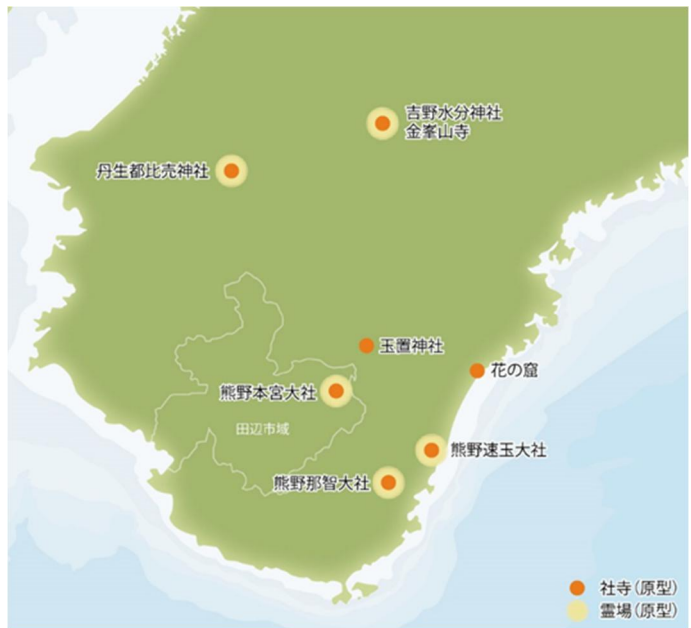 吉野水分神社
金峯山寺
丹生都比売神社
玉置神社
花の窟
熊野本宮大社
田辺市域
熊野速玉大社
熊野那智大社
社寺(原型)
霊場(原型)